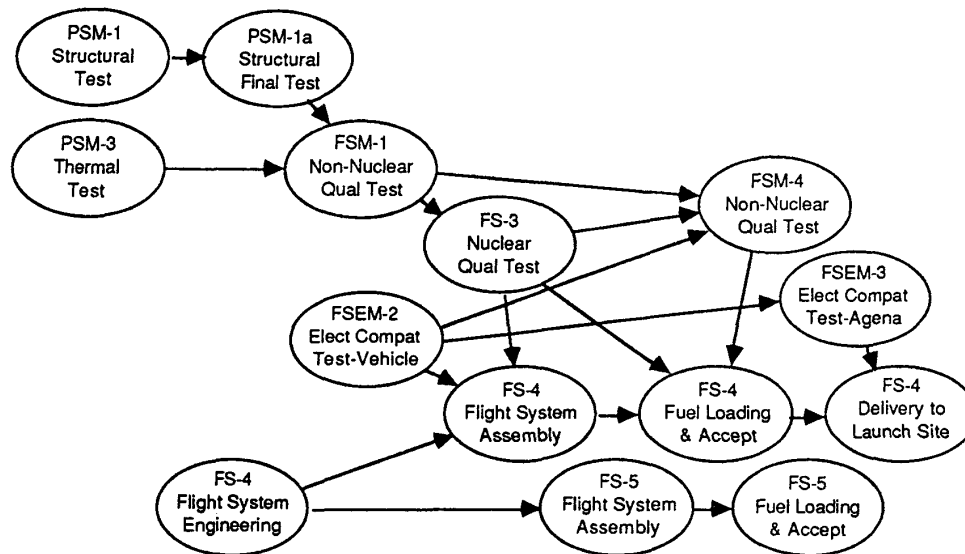 PSM-1
Structural
Test
PSM-1a
Structural
Final Test
PSM-3
Thermal
Test
FSM-1
Non-Nuclear
Qual Test
FSM-4
Non-Nuclear
Qual Test
FS-3
Nuclear
Qual Test
FSEM-3
Elect Compat
Test-Agena
FSEM-2
Elect Compat
Test-Vehicle
FS-4
Flight System
Assembly
FS-4
Fuel Loading
& Accept
FS-4
Delivery to
Launch Site
FS-4
Flight System
Engineering
FS-5
Flight System
Assembly
FS-5
Fuel Loading
& Accept